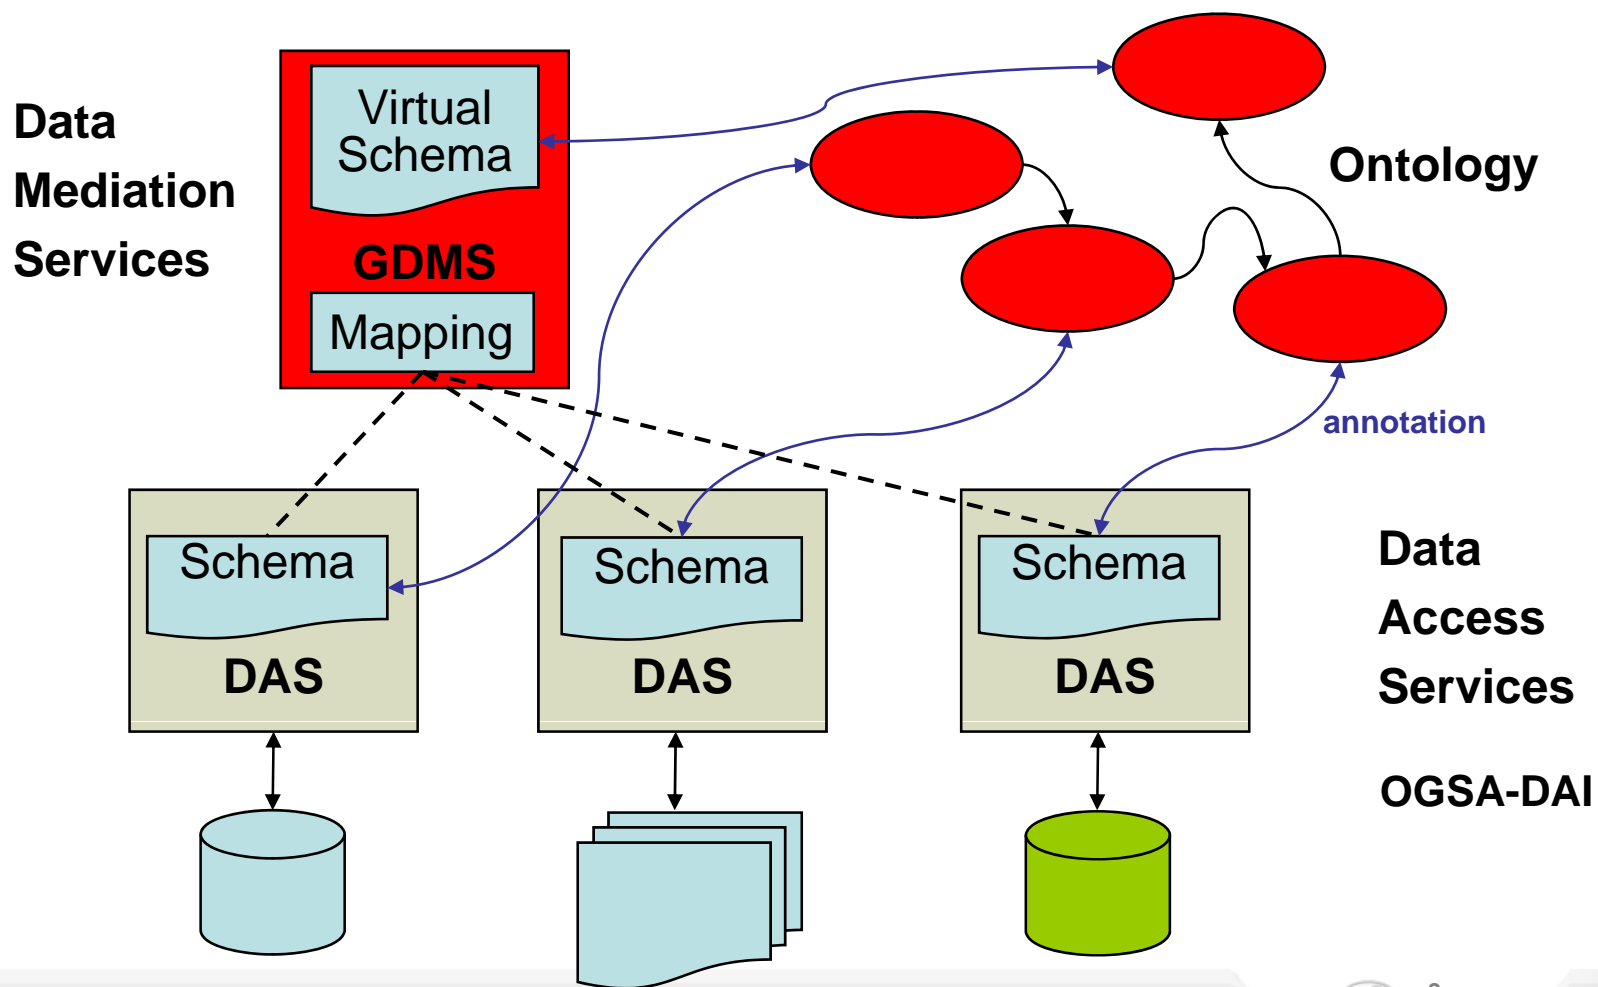 Data
Mediation
Services
Virtual
Schema
GDMS
Mapping
Ontology
annotation
Schema
DAS
Schema
DAS
Schema
DAS
Data
Access
Services
OGSA-DAI